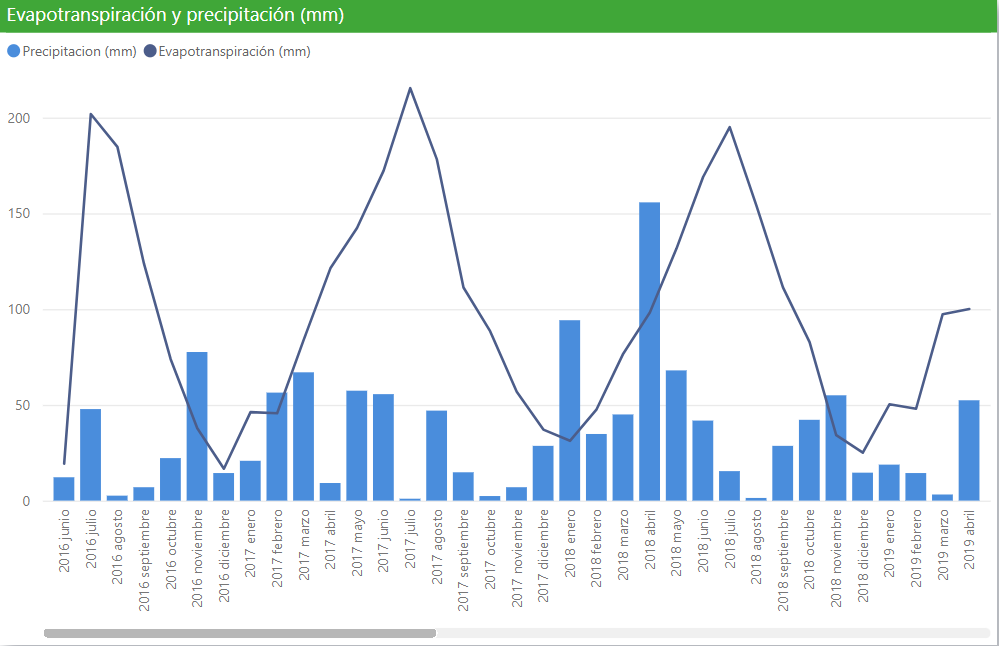 Evapotranspiración y precipitación (mm)
Precipitacion (mm) Evapotranspiración (mm)
200
150
100
50
0
2016 junio
2016 julio
2016 agosto
2016 septiembre
2016 octubre
2016 noviembre
2016 diciembre
2017 enero
2017 febrero
2017 marzo
2017 abril
2017 mayo
2017 junio
2017 julio
2017 agosto
2017 septiembre
2017 octubre
2017 noviembre
2017 diciembre
2018 enero
2018 febrero
2018 marzo
2018 abril
2018 mayo
2018 junio
2018 julio
2018 agosto
2018 septiembre
2018 octubre
2018 noviembre
2018 diciembre
2019 enero
2019 febrero
2019 marzo
2019 abril